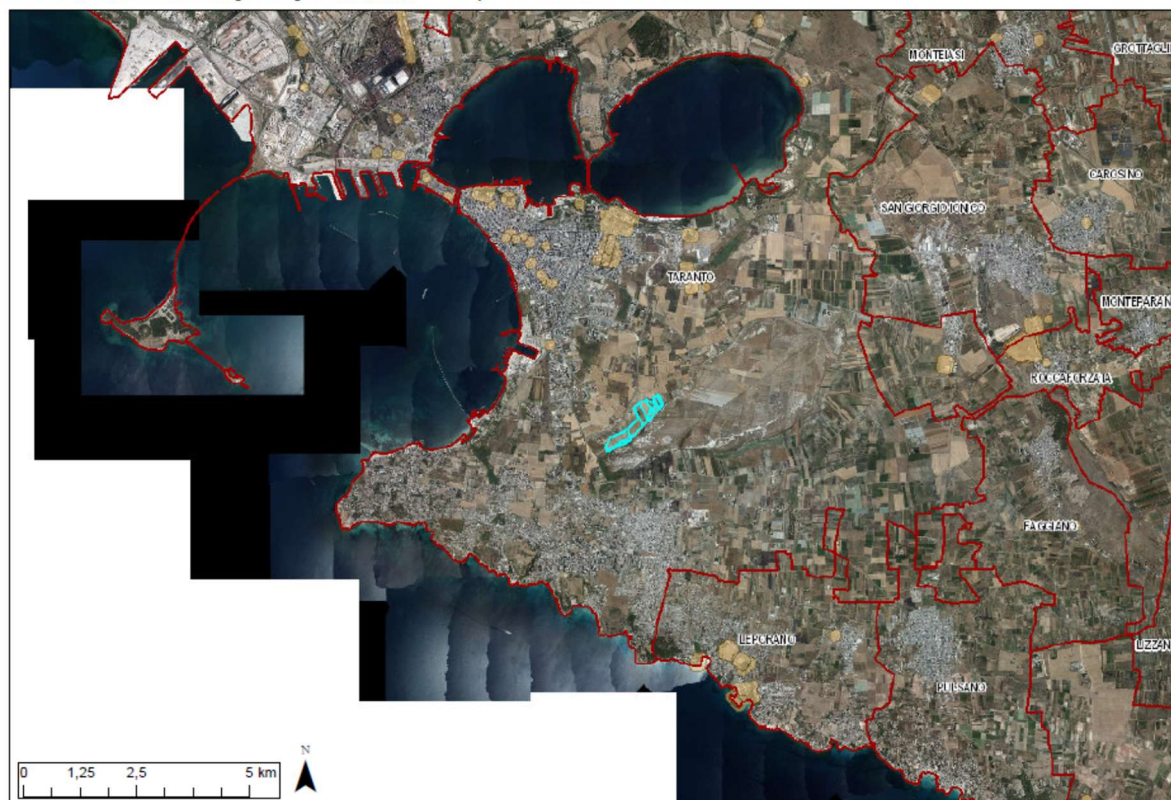 MONTEIASI
GROTTAGLI
CAROSINO
SAN GIORGIO IONICO
TARANTO
MONTEPARAN
ROCCAFORZATA
FAGGIANO
LEPORANO
LIZZAN
PULSANO
N
0 1,25 2,5 5 km